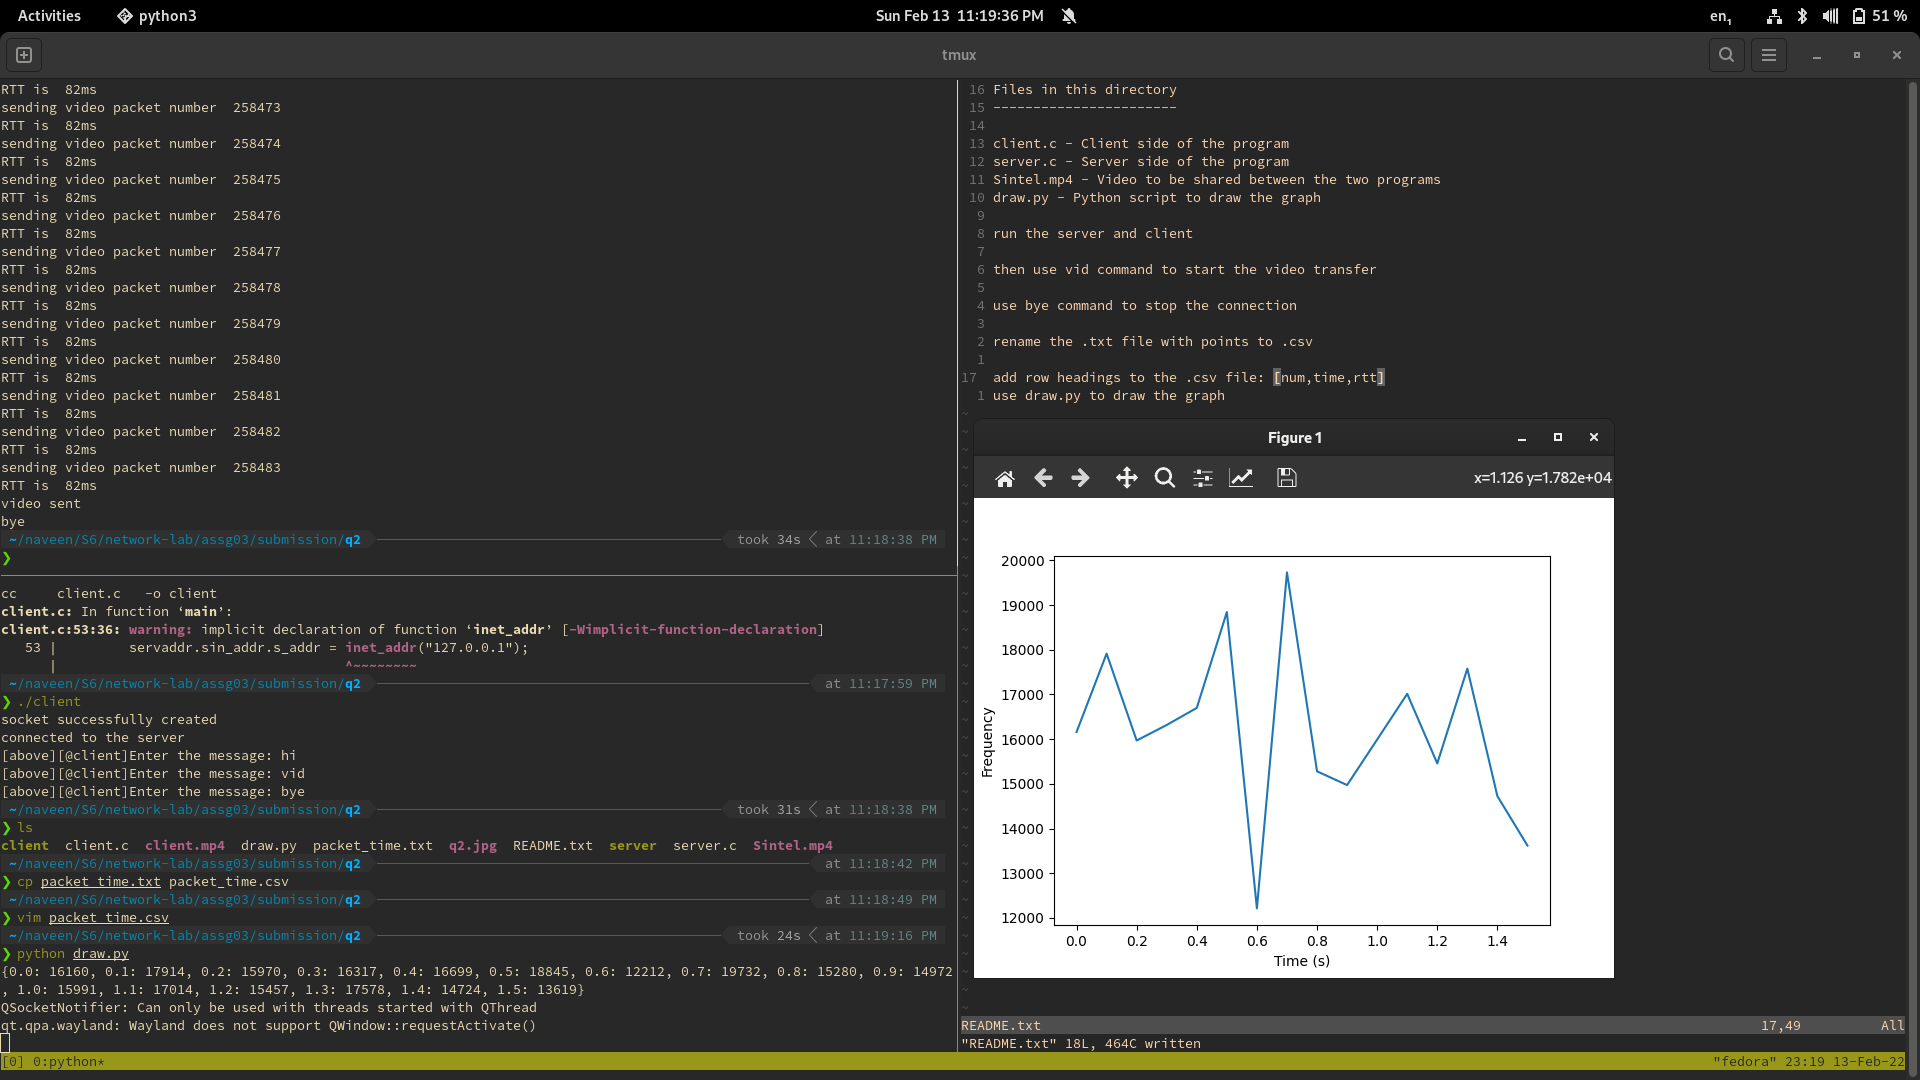 Activities
python3
Sun Feb 13 11:19:36 PM
en1
51 %
tmux
RTT is  82ms
sending video packet number  258473
RTT is  82ms
sending video packet number  258474
RTT is  82ms
sending video packet number  258475
RTT is  82ms
sending video packet number  258476
RTT is  82ms
sending video packet number  258477
RTT is  82ms
sending video packet number  258478
RTT is  82ms
sending video packet number  258479
RTT is  82ms
sending video packet number  258480
RTT is  82ms
sending video packet number  258481
RTT is  82ms
sending video packet number  258482
RTT is  82ms
sending video packet number  258483
RTT is  82ms
video sent
bye
~/naveen/S6/network-lab/assg03/submission/q2 took 34s < at 11:18:38 PM
❯
cc     client.c   -o client
client.c: In function ‘main’:
client.c:53:36: warning: implicit declaration of function ‘inet_addr’ [-Wimplicit-function-declaration]
53 |         servaddr.sin_addr.s_addr = inet_addr("127.0.0.1");
|                                    ^~~~~~~~~
~/naveen/S6/network-lab/assg03/submission/q2 at 11:17:59 PM
❯ ./client
socket successfully created
connected to the server
[above][@client]Enter the message: hi
[above][@client]Enter the message: vid
[above][@client]Enter the message: bye
~/naveen/S6/network-lab/assg03/submission/q2 took 31s < at 11:18:38 PM
❯ ls
client  client.c  client.mp4  draw.py  packet_time.txt  q2.jpg  README.txt  server  server.c  Sintel.mp4
~/naveen/S6/network-lab/assg03/submission/q2 at 11:18:42 PM
❯ cp packet_time.txt packet_time.csv
~/naveen/S6/network-lab/assg03/submission/q2 at 11:18:49 PM
❯ vim packet_time.csv
~/naveen/S6/network-lab/assg03/submission/q2 took 24s < at 11:19:16 PM
❯ python draw.py
{0.0: 16160, 0.1: 17914, 0.2: 15970, 0.3: 16317, 0.4: 16699, 0.5: 18845, 0.6: 12212, 0.7: 19732, 0.8: 15280, 0.9: 14972
, 1.0: 15991, 1.1: 17014, 1.2: 15457, 1.3: 17578, 1.4: 14724, 1.5: 13619}
QSocketNotifier: Can only be used with threads started with QThread
qt.qpa.wayland: Wayland does not support QWindow::requestActivate()
16 Files in this directory
15 -----------------------
14
13 client.c - Client side of the program
12 server.c - Server side of the program
11 Sintel.mp4 - Video to be shared between the two programs
10 draw.py - Python script to draw the graph
9
8 run the server and client
7
6 then use vid command to start the video transfer
5
4 use bye command to stop the connection
3
2 rename the .txt file with points to .csv
1
17 add row headings to the .csv file: [num,time,rtt]
1 use draw.py to draw the graph
Figure 1
x=1.126 y=1.782e+04
20000
19000
18000
17000
16000
15000
14000
13000
12000
Frequency
0.0 0.2 0.4 0.6 0.8 1.0 1.2 1.4
Time (s)
README.txt 17,49 All
"README.txt" 18L, 464C written
[0] 0:python* "fedora" 23:19 13-Feb-22